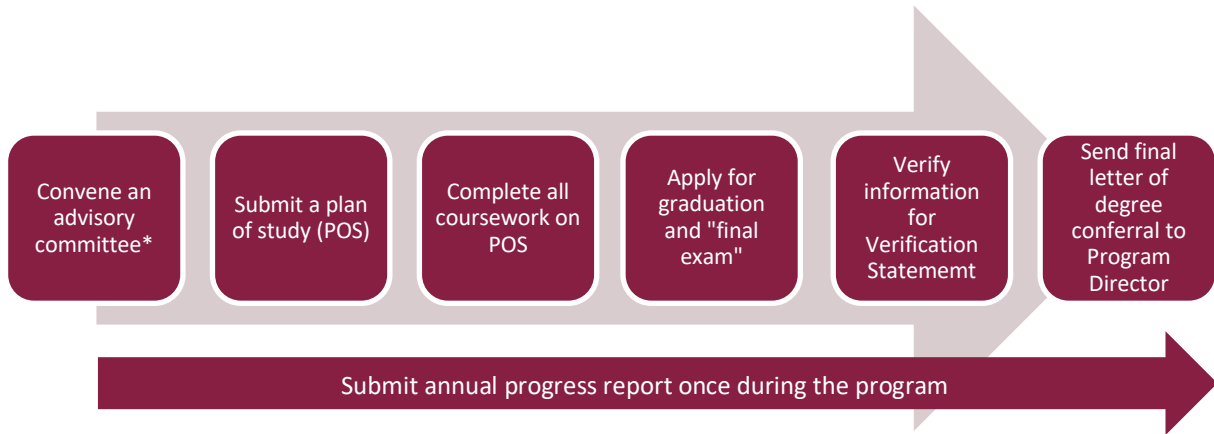 Convene an
advisory
committee*
Submit a plan
of study (POS)
Complete all
coursework on
POS
Apply for
graduation
and "final
exam"
Verify
information
for
Verification
Statememt
Send final
letter of
degree
conferral to
Program
Director
Submit annual progress report once during the program